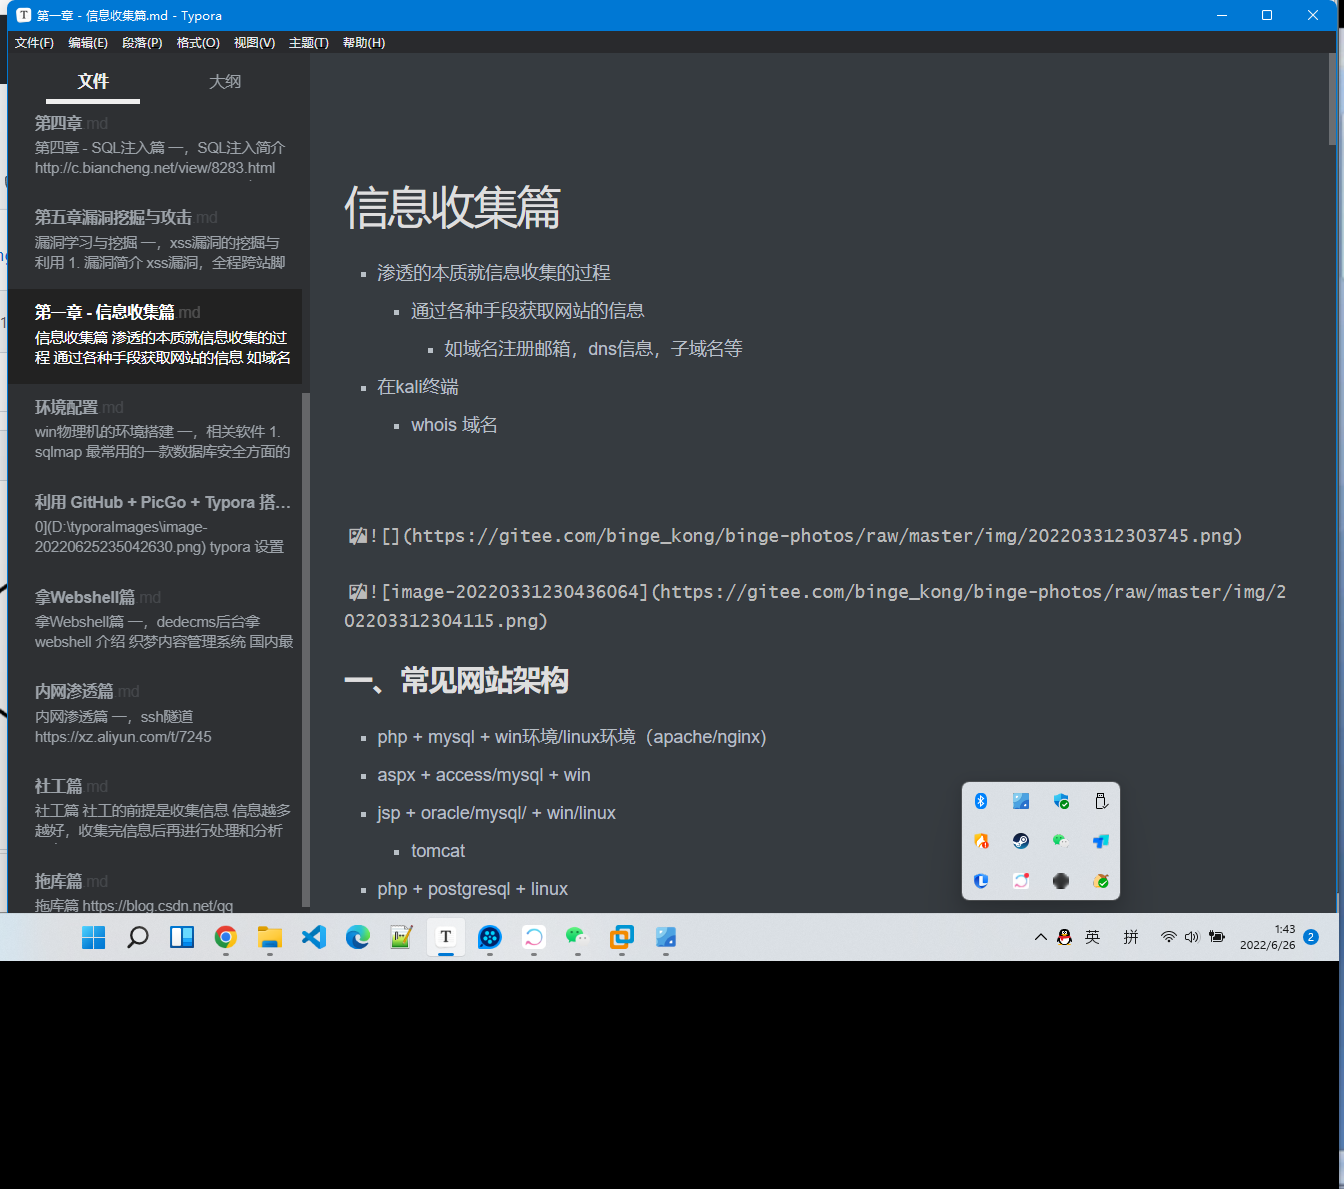 第一章 - 信息收集篇.md - Typora
文件(F) 编辑(E) 段落(P) 格式(O) 视图(V) 主题(T) 帮助(H)
文件 大纲
第四章.md
第四章 - SQL注入篇 一，SQL注入简介
http://c.biancheng.net/view/8283.html
第五章漏洞挖掘与攻击.md
漏洞学习与挖掘 一，xss漏洞的挖掘与
利用 1. 漏洞简介 xss漏洞，全程跨站脚
第一章 - 信息收集篇.md
信息收集篇 渗透的本质就信息收集的过
程 通过各种手段获取网站的信息 如域名
环境配置.md
win物理机的环境搭建 一，相关软件 1.
sqlmap 最常用的一款数据库安全方面的
利用 GitHub + PicGo + Typora 搭...
0](D:\typoraImages\image-
20220625235042630.png) typora 设置
拿Webshell篇.md
拿Webshell篇 一，dedecms后台拿
webshell 介绍 织梦内容管理系统 国内最
内网渗透篇.md
内网渗透篇 一，ssh隧道
https://xz.aliyun.com/t/7245
社工篇.md
社工篇 社工的前提是收集信息 信息越多
越好，收集完信息后再进行处理和分析
拖库篇.md
拖库篇 https://blog.csdn.net/qq
信息收集篇
渗透的本质就信息收集的过程
通过各种手段获取网站的信息
如域名注册邮箱，dns信息，子域名等
在kali终端
whois 域名
![](https://gitee.com/binge_kong/binge-photos/raw/master/img/202203312303745.png)
![image-20220331230436064](https://gitee.com/binge_kong/binge-photos/raw/master/img/2
02203312304115.png)
一、常见网站架构
php + mysql + win环境/linux环境（apache/nginx)
aspx + access/mysql + win
jsp + oracle/mysql/ + win/linux
tomcat
php + postgresql + linux
英 拼 1:43
2022/6/26 2